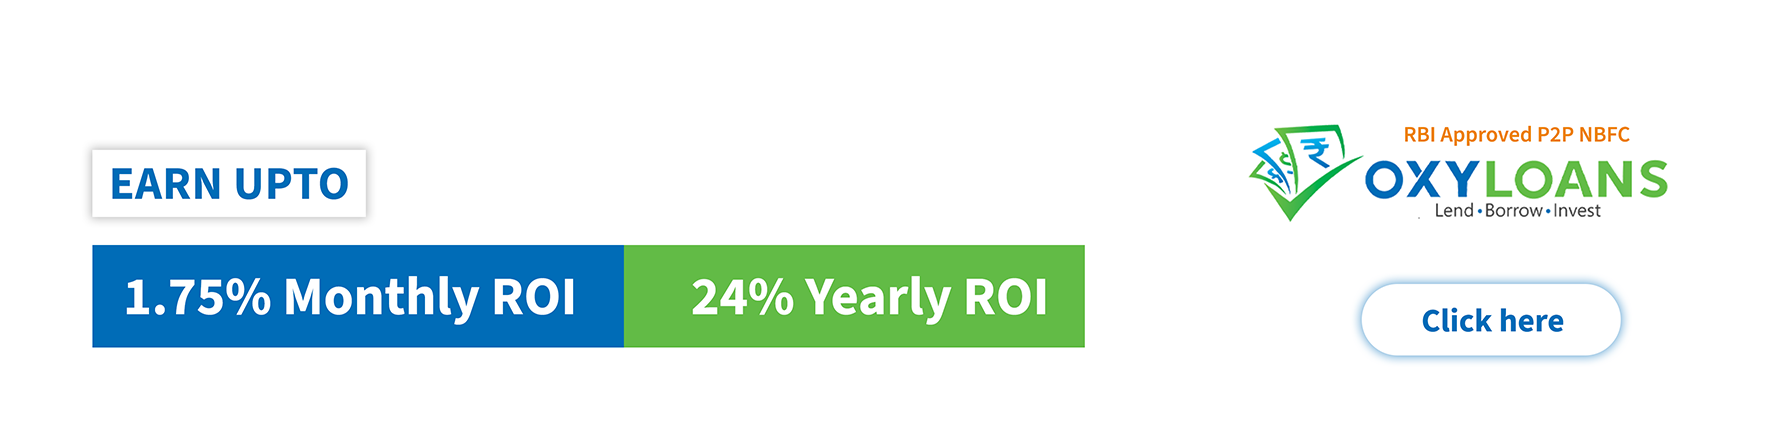 EARN UPTO
1.75% Monthly ROI
24% Yearly ROI
RBI Approved P2P NBFC
OXYLOANS
Lend • Borrow • Invest
Click here